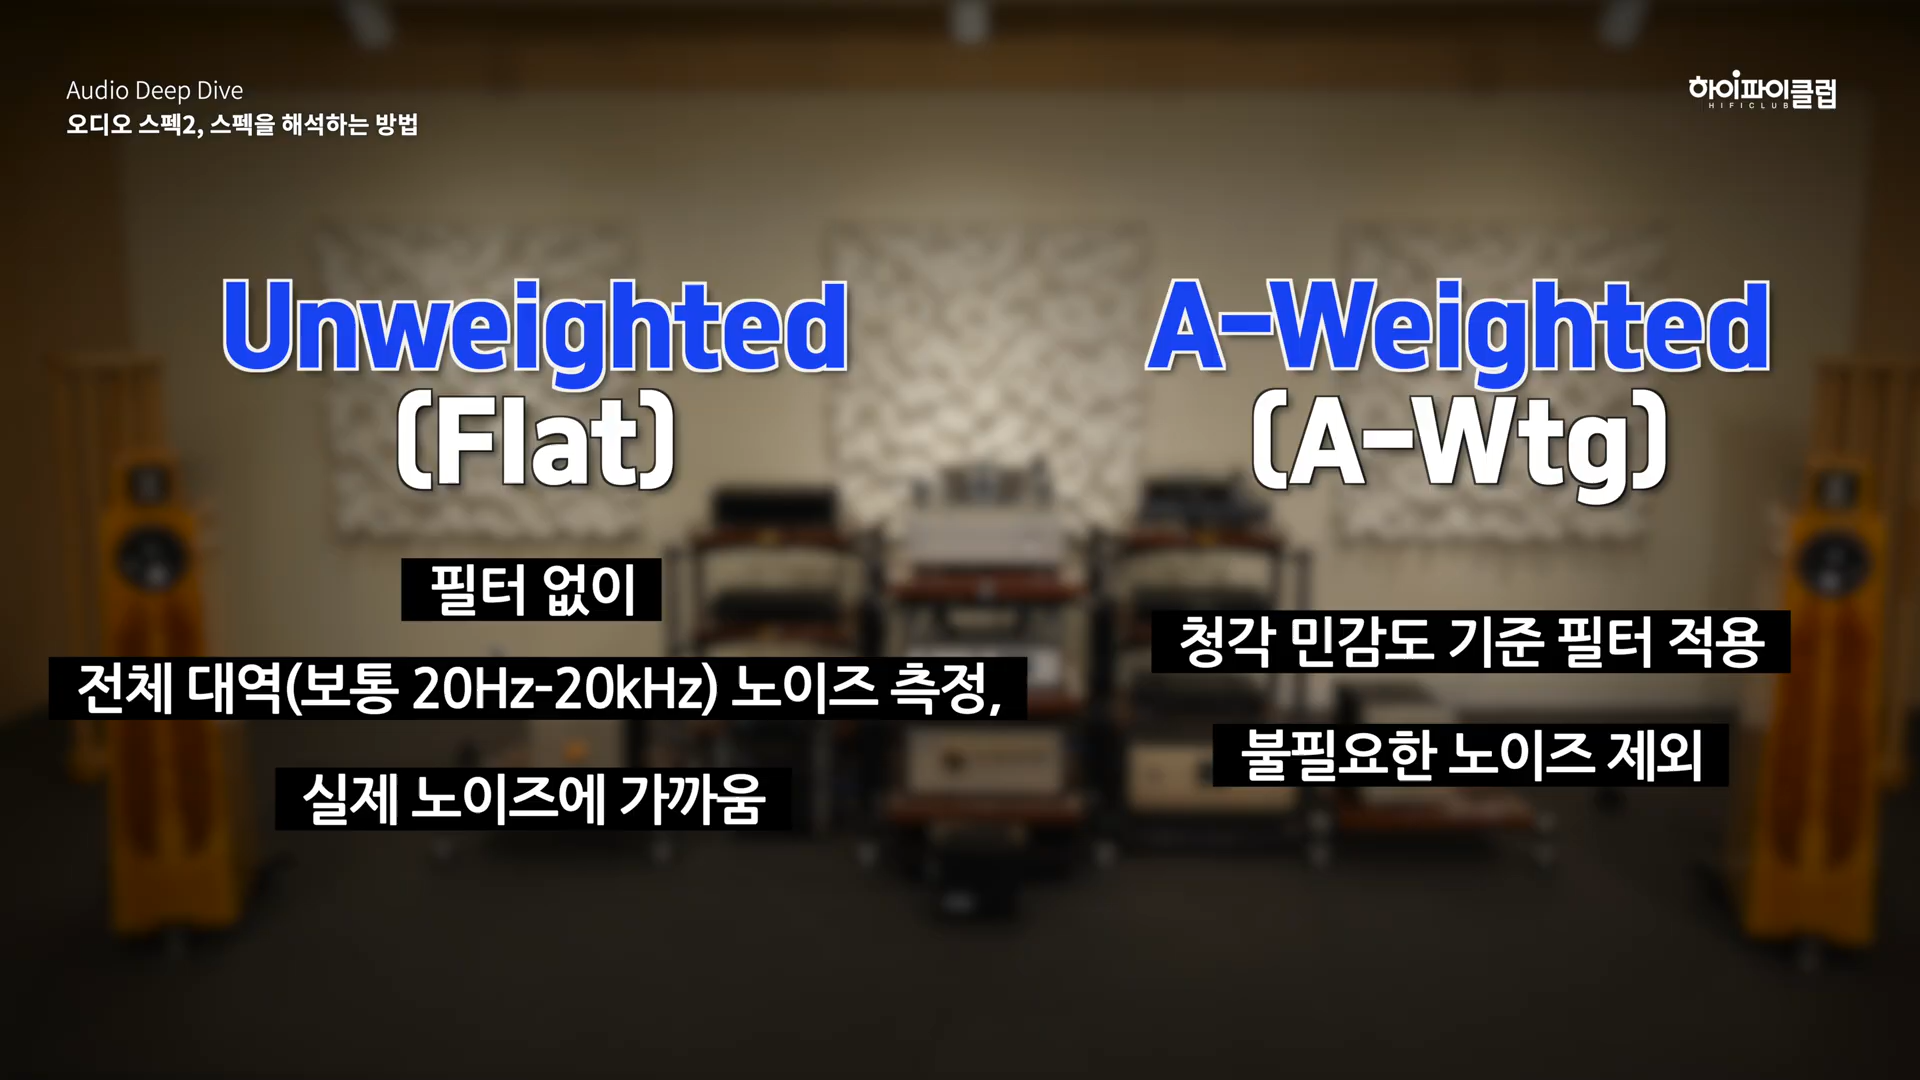 Audio Deep Dive
오디오 스펙2, 스펙을 해석하는 방법
하이파이클럽
HIFICLUB
Unweighted
(Flat)
필터 없이
전체 대역(보통 20Hz-20kHz) 노이즈 측정,
실제 노이즈에 가까움
A-Weighted
(A-Wtg)
청각 민감도 기준 필터 적용
불필요한 노이즈 제외